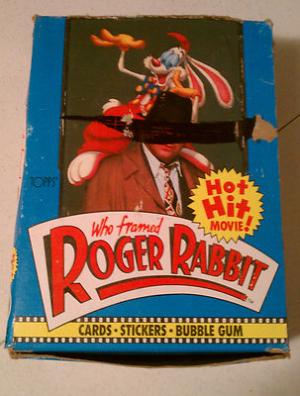 TOPPS
Hot
Hit
MOVIE!
Who framed
ROGER RABBIT
CARDS • STICKERS • BUBBLE GUM